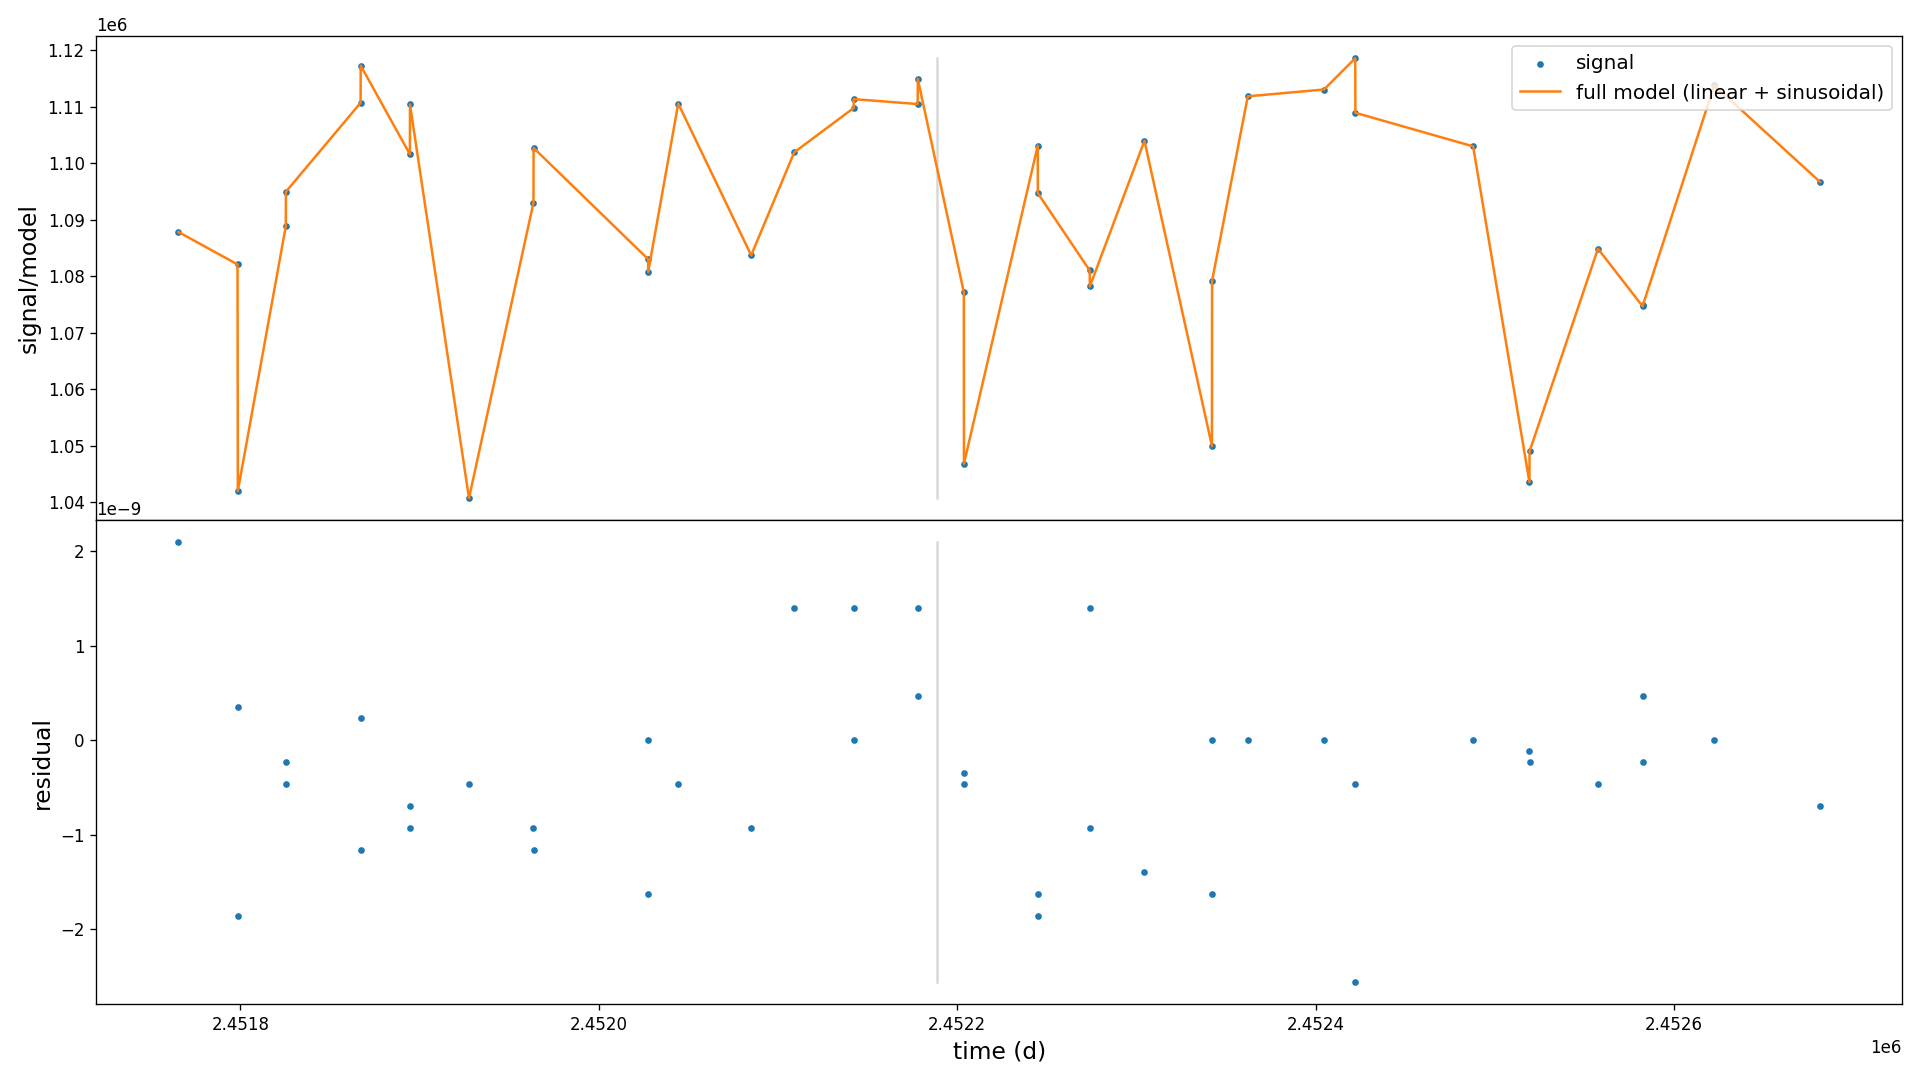 1e6
1.12
1.11
1.10
1.09
1.08
1.07
1.06
1.05
1.04
signal/model
signal
full model (linear + sinusoidal)
1e−9
2
1
0
−1
−2
residual
2.4518
2.4520
2.4522
2.4524
2.4526
time (d)
1e6